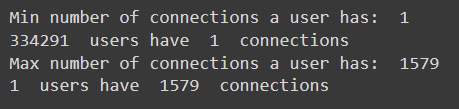 Min number of connections a user has:  1
334291  users have  1  connections
Max number of connections a user has:  1579
1  users have  1579  connections